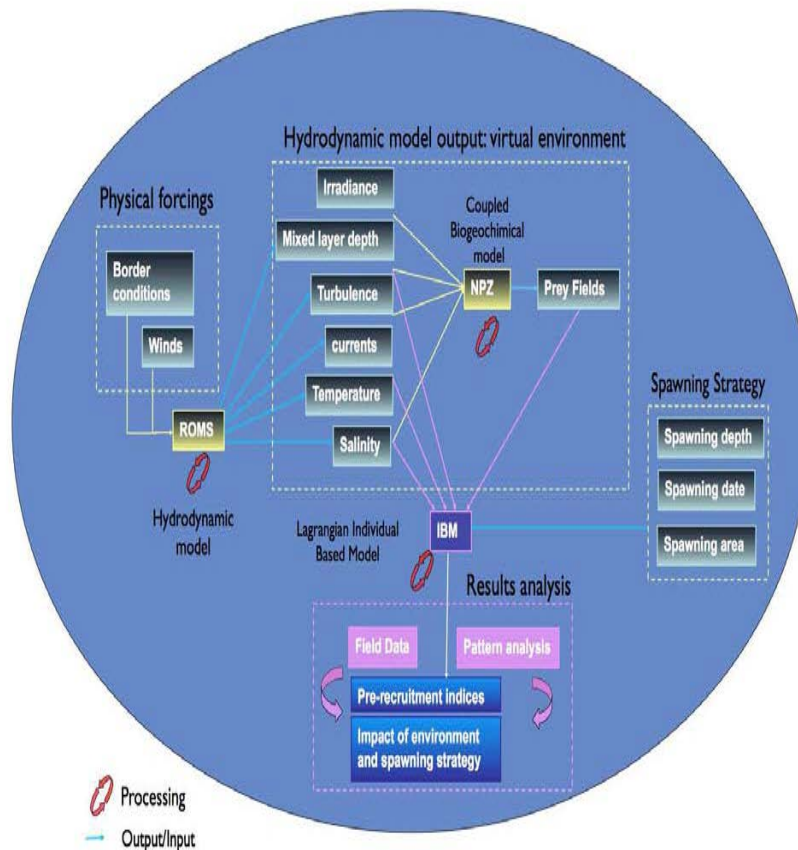 Hydrodynamic model output: virtual environment
Physical forcings
Irradiance
Coupled
Biogeochimical
model
Mixed layer depth
Border
conditions
Turbulence
NPZ
Prey Fields
Winds
currents
Temperature
Spawning Strategy
ROMS
Salinity
Spawning depth
Spawning date
Hydrodynamic
model
Lagrangian Individual
Based Model
IBM
Spawning area
Results analysis
Field Data
Pattern analysis
Pre-recruitment indices
Impact of environment
and spawning strategy
Processing
Output/Input